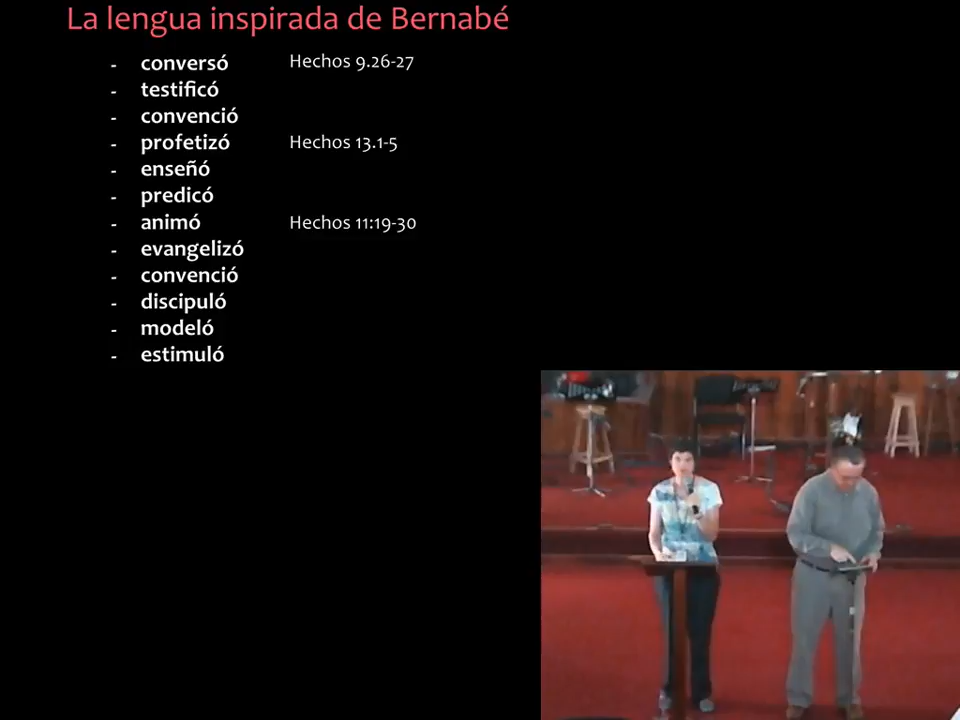 La lengua inspirada de Bernabé
- conversó Hechos 9.26-27
- testificó
- convenció
- profetizó Hechos 13.1-5
- enseñó
- predicó
- animó Hechos 11:19-30
- evangelizó
- convenció
- discipuló
- modeló
- estimuló